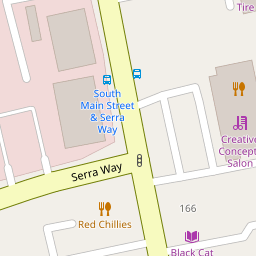 Tire
South
Main Street
& Serra
Way
Creative
Concept
Salon
Serra Way
166
Red Chillies
Black Cat